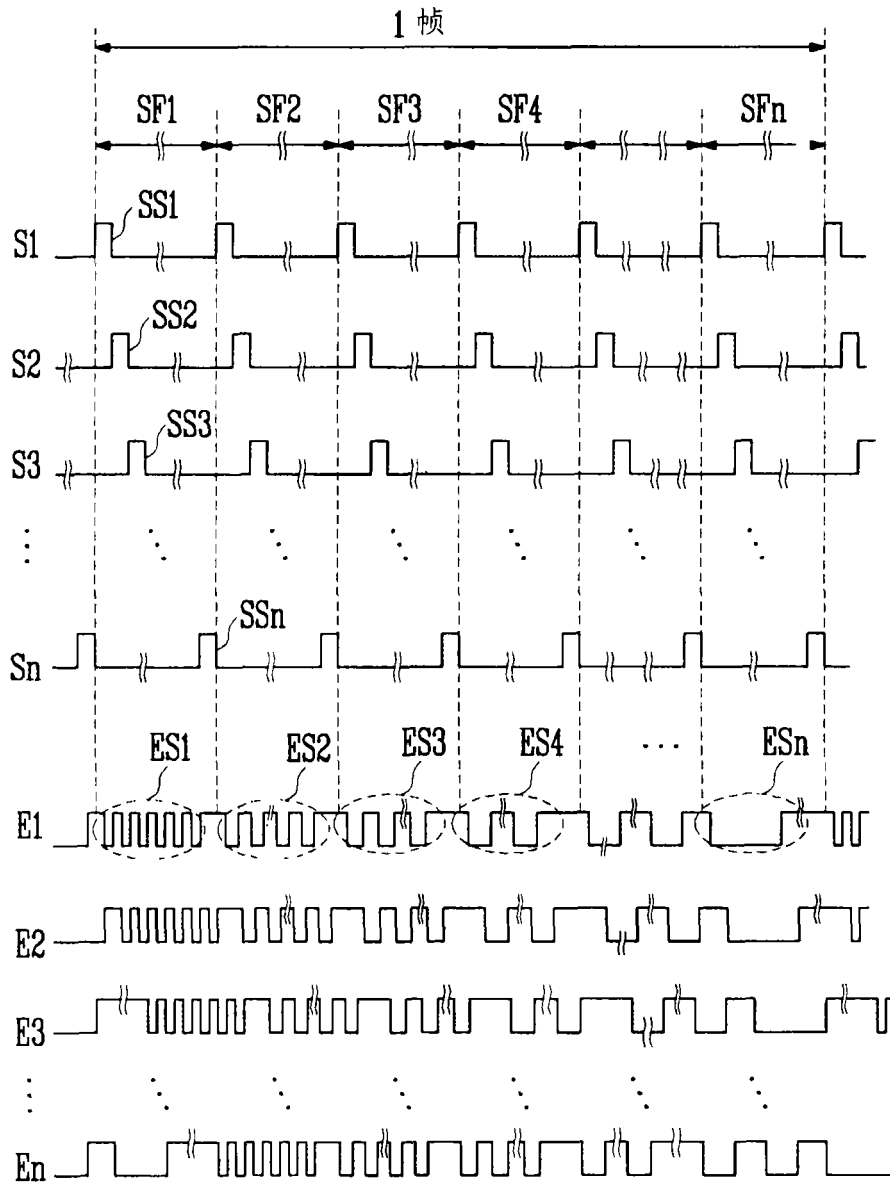 1 帧
SF1 SF2 SF3 SF4 SFn
SS1
S1
SS2
S2
SS3
S3
SSn
Sn
ES1 ES2 ES3 ES4 ESn
E1
E2
E3
En